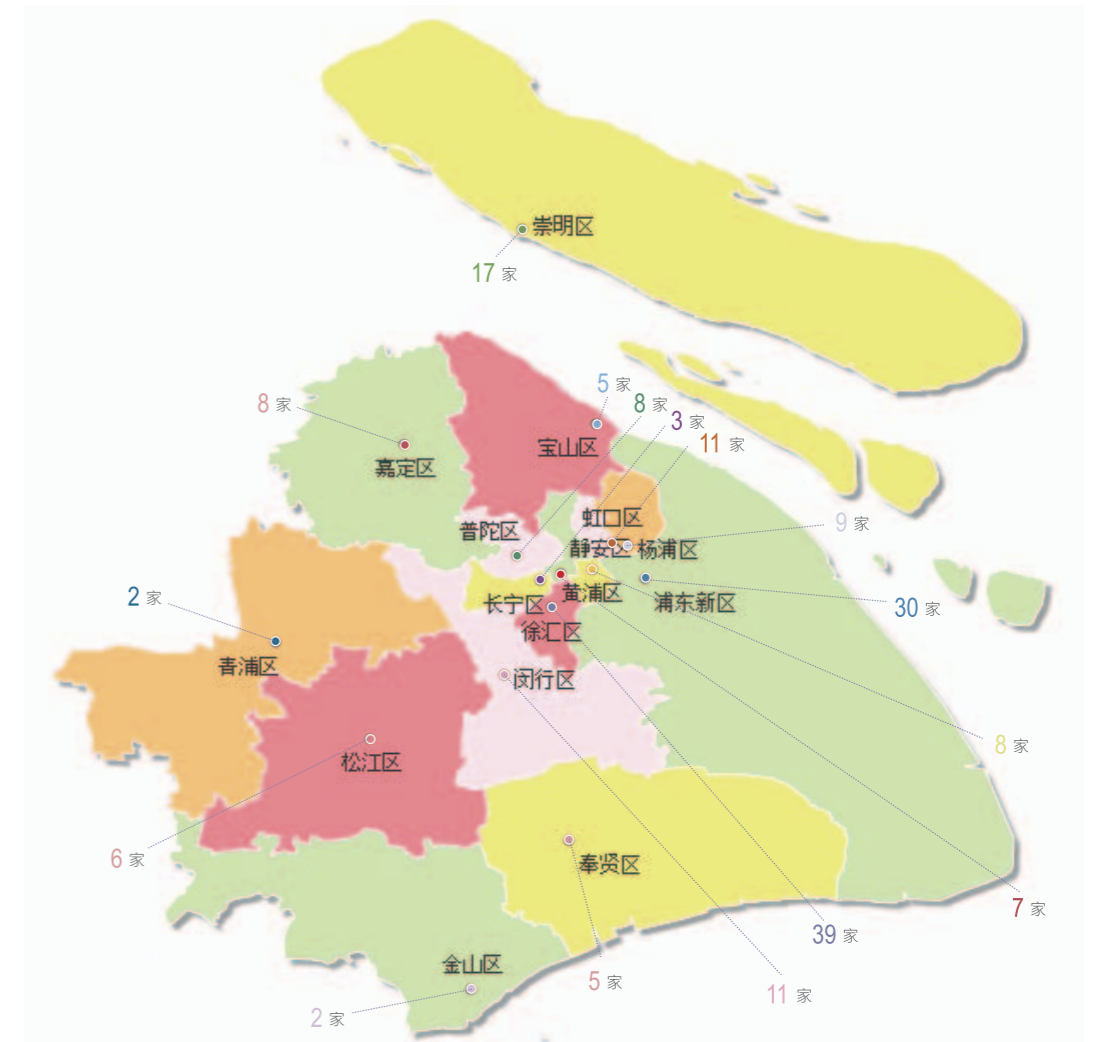 崇明区
17 家
5 家
8 家
8 家
3 家
11 家
宝山区
嘉定区
虹口区
普陀区
9 家
静安区
杨浦区
2 家
长宁区
黄浦区
浦东新区
30 家
徐汇区
青浦区
闵行区
8 家
松江区
6 家
奉贤区
7 家
39 家
金山区
5 家
11 家
2 家